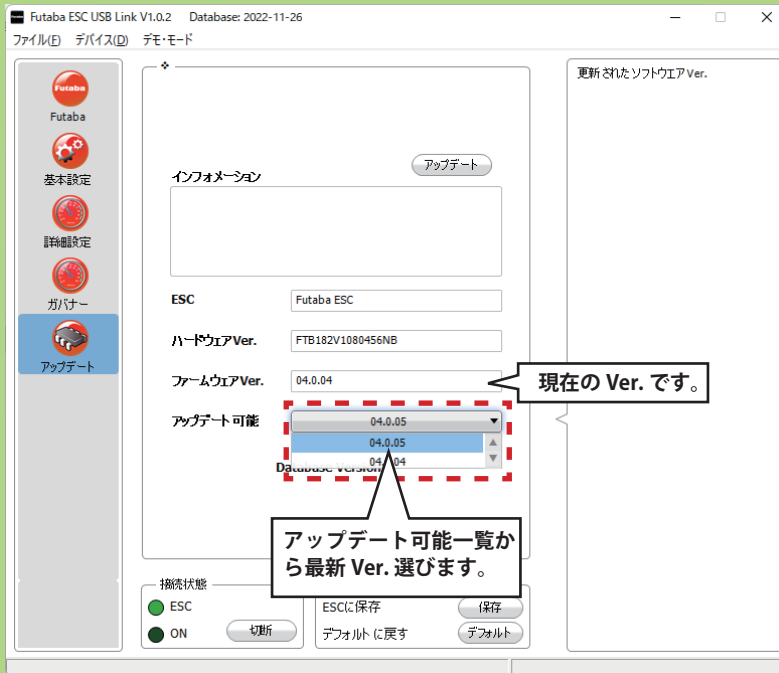 Futaba ESC USB Link V1.0.2 Database: 2022-11-26
ファイル(F) デバイス(D) デモ・モード
Futaba
Futaba
基本設定
詳細設定
ガバナー
アップデート
アップデート
インフォメーション
ESC Futaba ESC
ハードウェアVer. FTB182V1080456NB
ファームウェアVer. 04.0.04
現在の Ver. です。
アップデート可能 04.0.05
04.0.05
04.0.04
Database Version
アップデート可能一覧か
ら最新 Ver. 選びます。
接続状態
ESC
ON 切断
ESCに保存 保存
デフォルトに戻す デフォルト
更新されたソフトウエアVer.